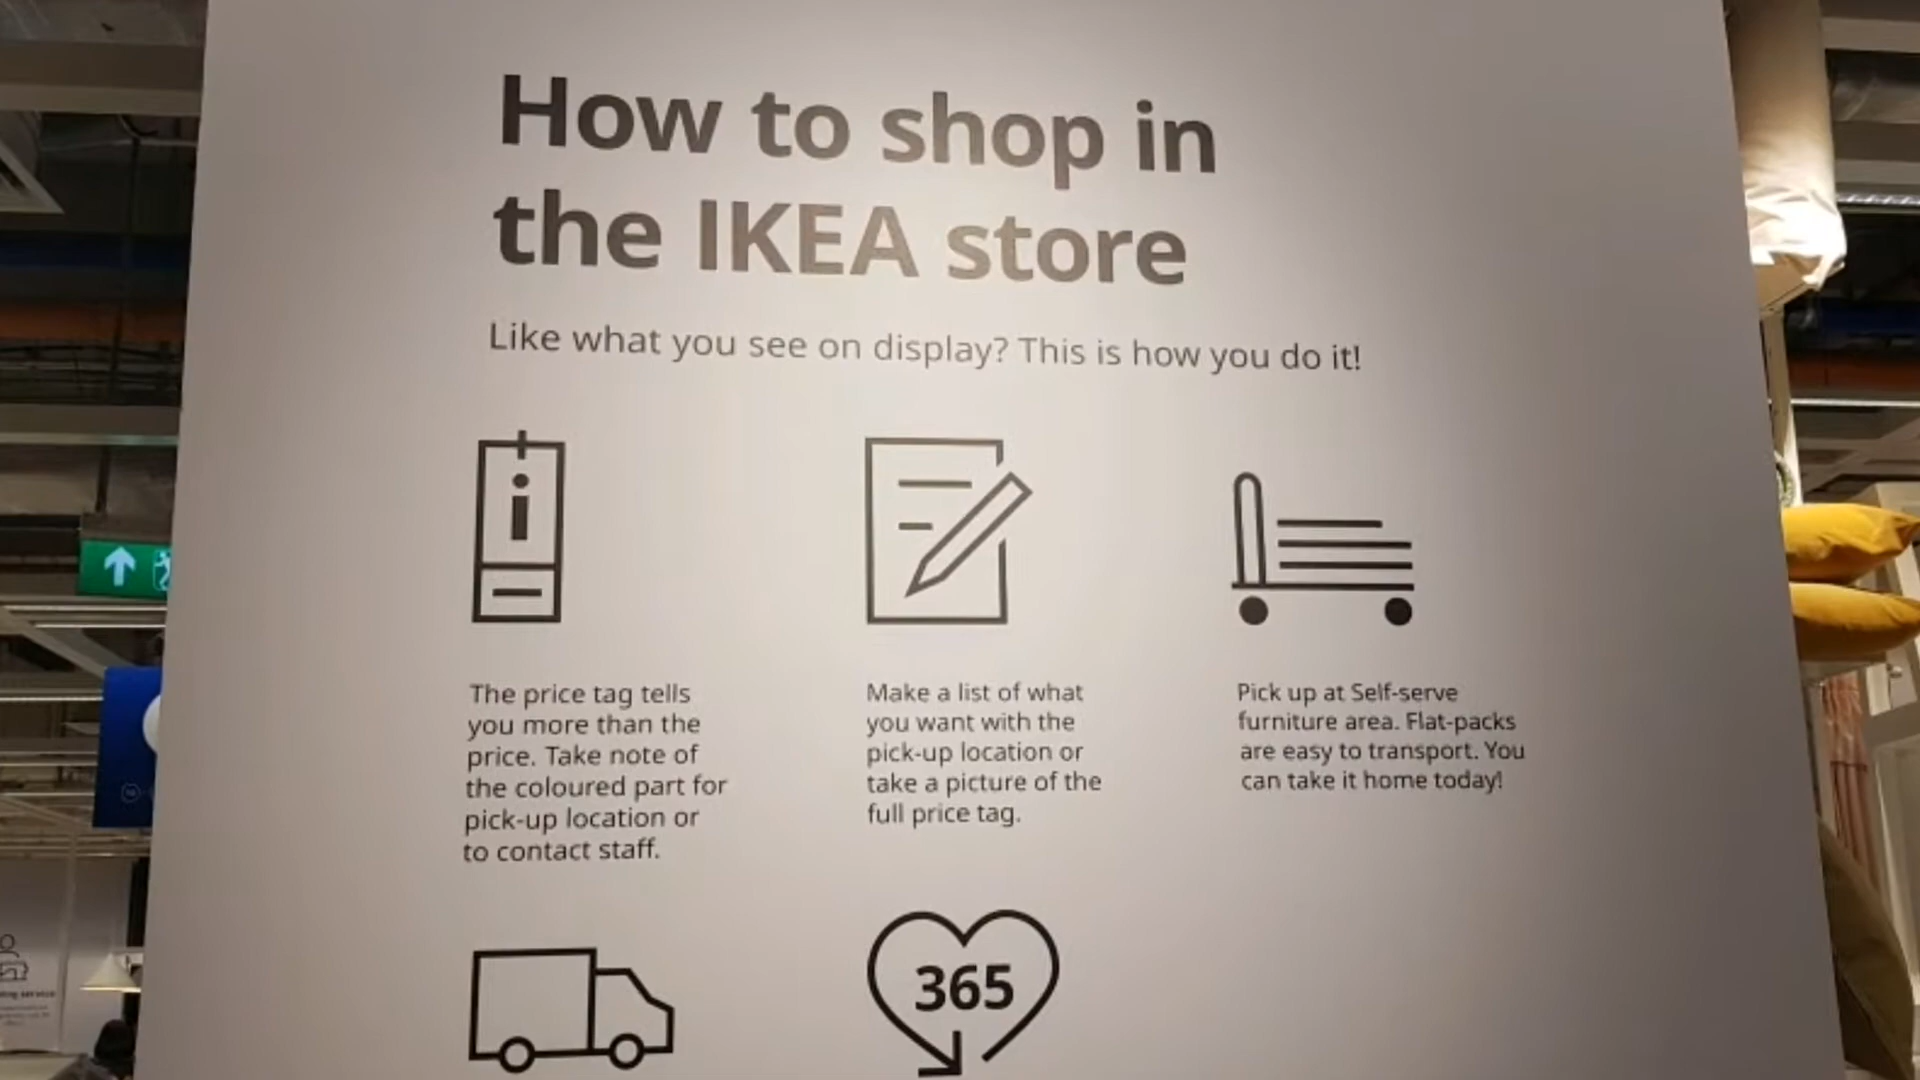 How to shop in
the IKEA store
Like what you see on display? This is how you do it!
i
The price tag tells
you more than the
price. Take note of
the coloured part for
pick-up location or
to contact staff.
Make a list of what
you want with the
pick-up location or
take a picture of the
full price tag.
Pick up at Self-serve
furniture area. Flat-packs
are easy to transport. You
can take it home today!
365